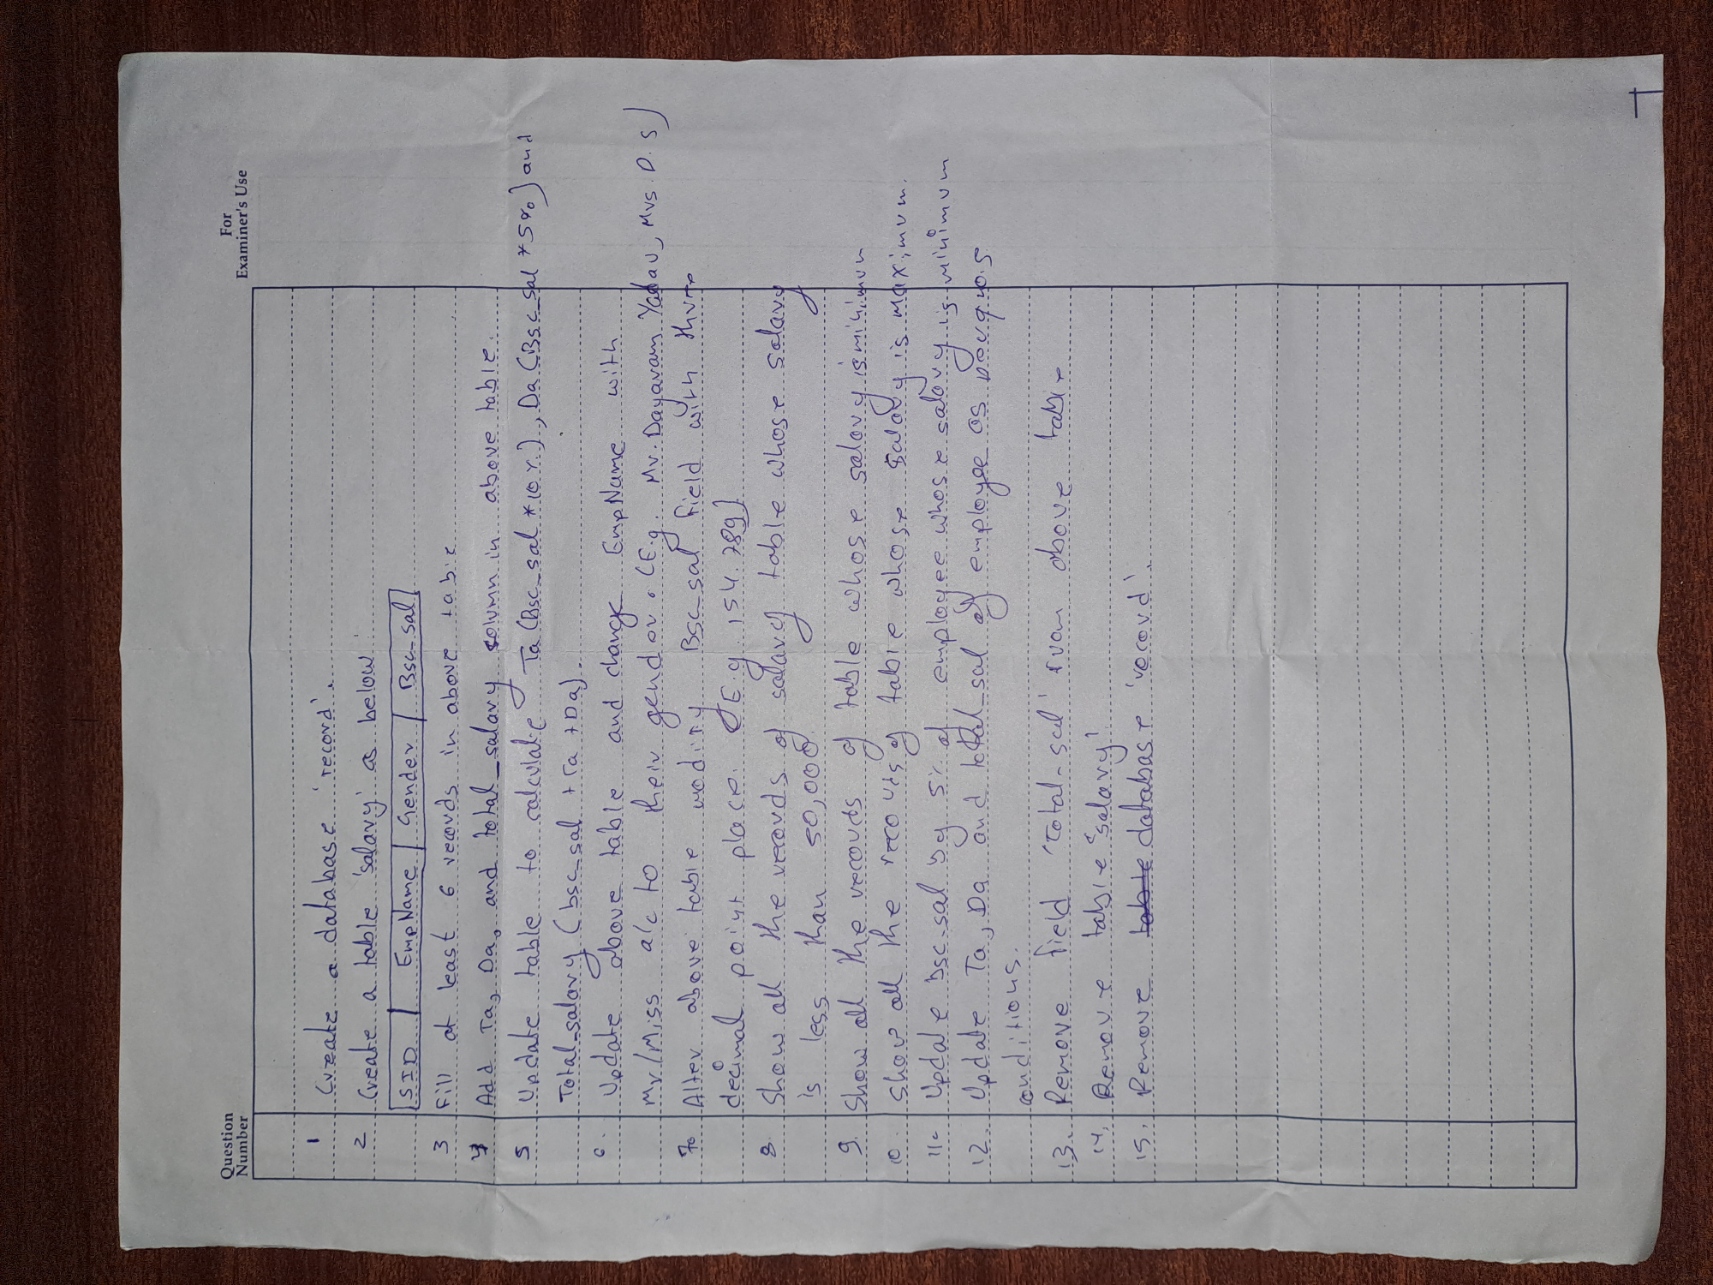 Question Number
For Examiner's Use
1 Create a database 'record'.
2 Create a table 'salary' as below
SID EmpName Gender Bsc_sal
3 Fill at least 6 records in above table
4 Add Ta, Da, and total_salary column in above table.
5 Update table to calculate Ta (Bsc_sal *10%), Da (Bsc_sal *5%) and
Total_salary (bsc_sal +Ta +Da).
6. Update above table and change EmpName with
Mr/Miss a/c to their gender. (E.g. Mr. Dayaram Yadav, Mrs D. S)
7. Alter above table modify Bsc_sal field with three
decimal point place. (E.g 154.789)
8 Show all the records of salary table whose salary
is less than 50,000.
9. Show all the records of table whose salary is minimum
10. Show all the records of table whose salary is maximum.
11. Update bsc_sal by 5% of employee whose salary is minimum
12. Update Ta, Da and total_sal of employee as per q no. 5
conditions.
13. Remove field 'Total_sal' from above table
14. Remove table 'salary'
15. Remove table database 'record'.